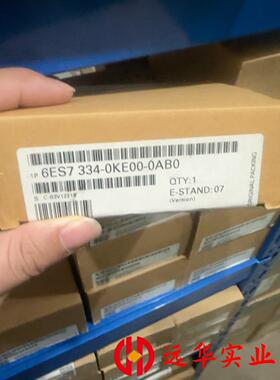 1P 6ES7 334-0KE00-0AB0
QTY:1
E-STAND:07
(Version)
ORIGINAL PACKING
远华实业